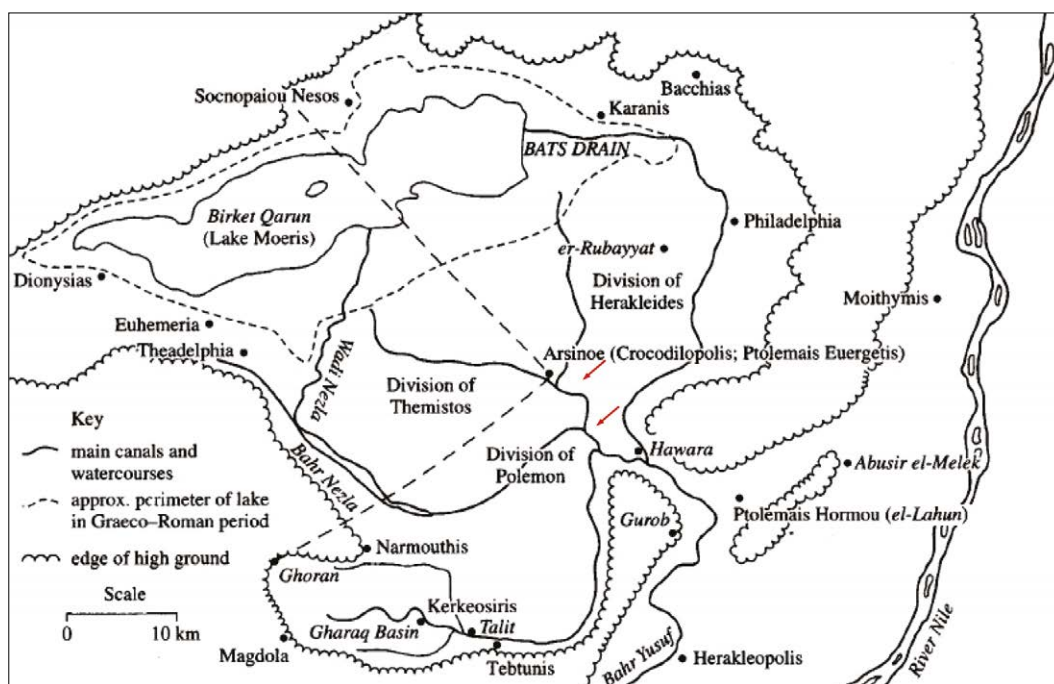 Bacchias
Socnopaiou Nesos
Karanis
BATS DRAIN
Birket Qarun
(Lake Moeris)
Philadelphia
er-Rubayyat
Dionysias
Division of
Herakleides
Moithymis
Euhemeria
Theadelphia
Wadi Nezla
Arsinoe (Crocodilopolis; Ptolemais Euergetis)
Division of
Themistos
Key
main canals and
watercourses
approx. perimeter of lake
in Graeco–Roman period
edge of high ground
Bahr Nezla
Division of
Polemon
Hawara
Abusir el-Melek
Ptolemais Hormou (el-Lahun)
Gurob
Narmouthis
Ghoran
Scale
0 10 km
Kerkeosiris
Gharaq Basin
Talit
Magdola
Tebtunis
Bahr Yusuf
Herakleopolis
River Nile